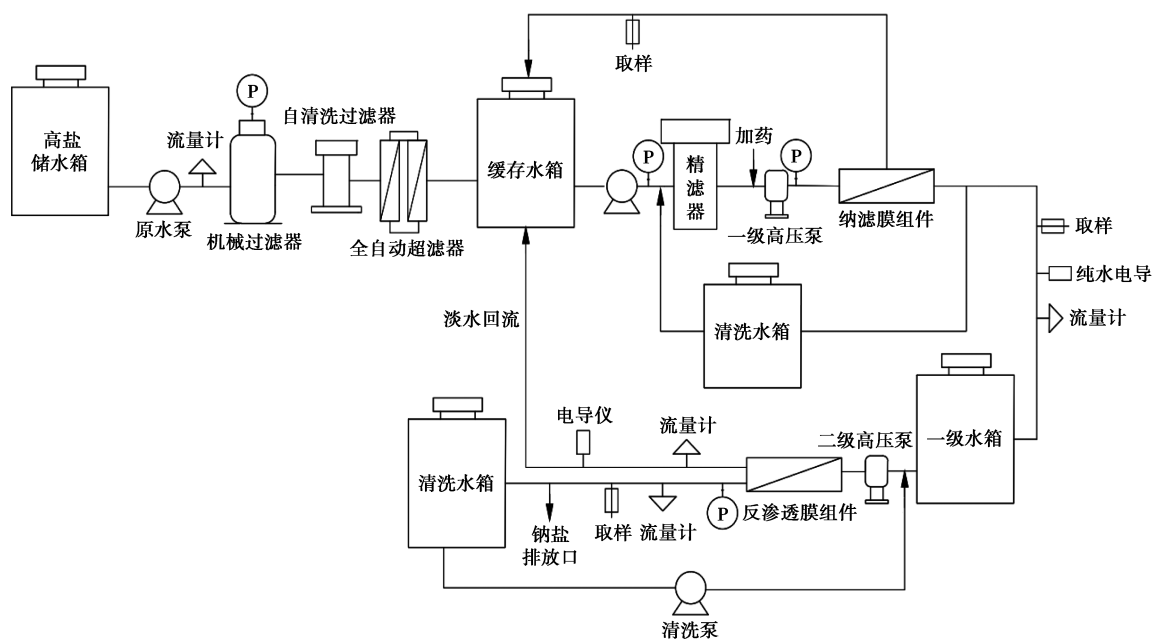 取样
高盐
储水箱
P
流量计
自清洗过滤器
原水泵
机械过滤器
全自动超滤器
缓存水箱
P
精
滤
器
加药
P
一级高压泵
纳滤膜组件
取样
纯水电导
流量计
清洗水箱
淡水回流
一级水箱
二级高压泵
清洗水箱
电导仪
流量计
反渗透膜组件
P
钠盐
排放口
取样
流量计
清洗泵